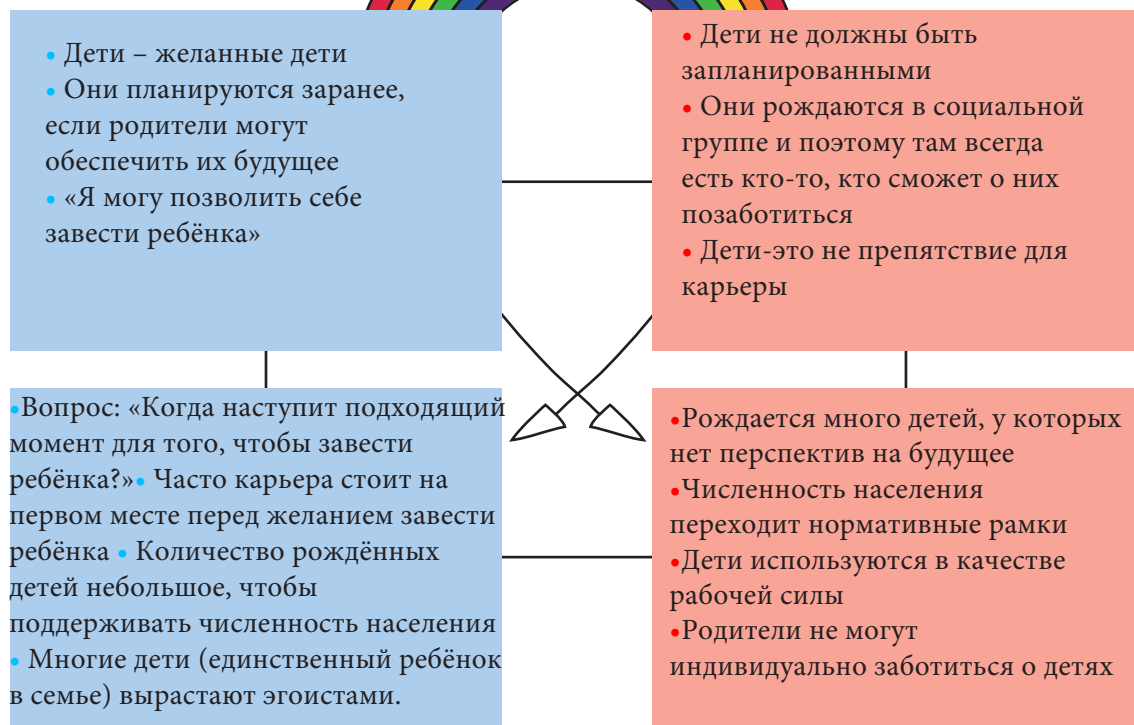 • Дети – желанные дети
• Они планируются заранее,
если родители могут
обеспечить их будущее
• «Я могу позволить себе
завести ребёнка»
• Дети не должны быть
запланированными
• Они рождаются в социальной
группе и поэтому там всегда
есть кто-то, кто сможет о них
позаботиться
• Дети-это не препятствие для
карьеры
•Вопрос: «Когда наступит подходящий
момент для того, чтобы завести
ребёнка?»• Часто карьера стоит на
первом месте перед желанием завести
ребёнка • Количество рождённых
детей небольшое, чтобы
поддерживать численность населения
• Многие дети (единственный ребёнок
в семье) вырастают эгоистами.
•Рождается много детей, у которых
нет перспектив на будущее
•Численность населения
переходит нормативные рамки
•Дети используются в качестве
рабочей силы
•Родители не могут
индивидуально заботиться о детях